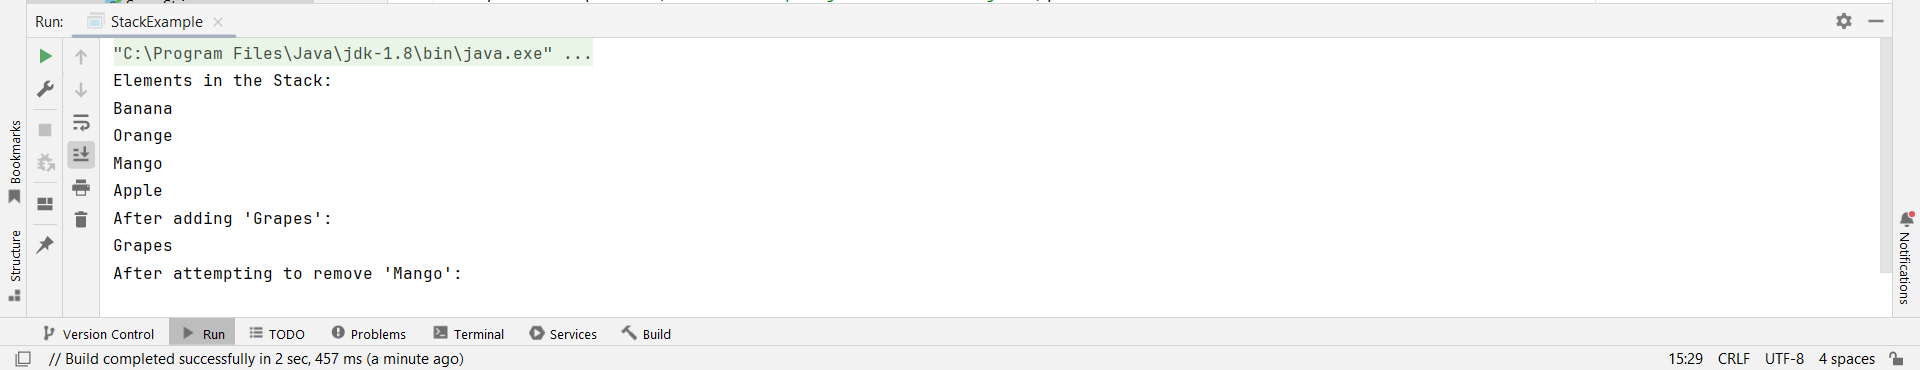 Run: StackExample
"C:\Program Files\Java\jdk-1.8\bin\java.exe" ...
Elements in the Stack:
Banana
Orange
Mango
Apple
After adding 'Grapes':
Grapes
After attempting to remove 'Mango':
Bookmarks
Structure
Notifications
Version Control Run TODO Problems Terminal Services Build
// Build completed successfully in 2 sec, 457 ms (a minute ago) 15:29 CRLF UTF-8 4 spaces